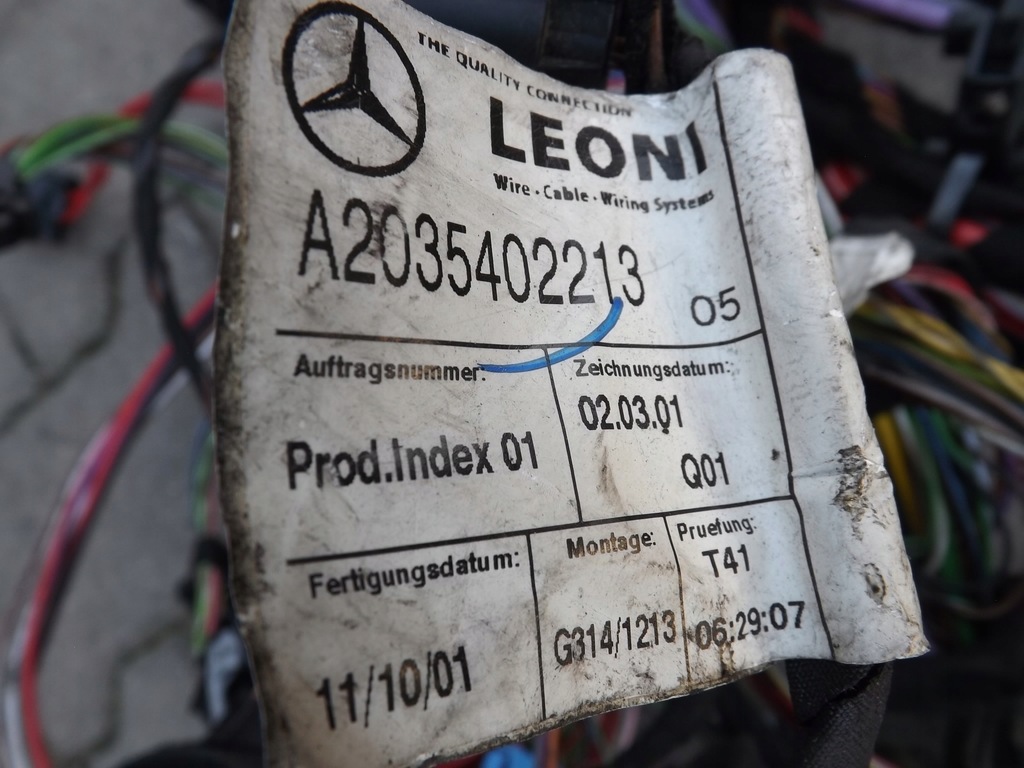 THE QUALITY CONNECTION
LEONI
Wire · Cable · Wiring Systems
A2035402213
05
Auftragsnummer:
Prod.Index 01
Zeichnungsdatum:
02.03.01
Q01
Fertigungsdatum:
11/10/01
Montage:
G314/1213
Pruefung:
T41
06:29:07